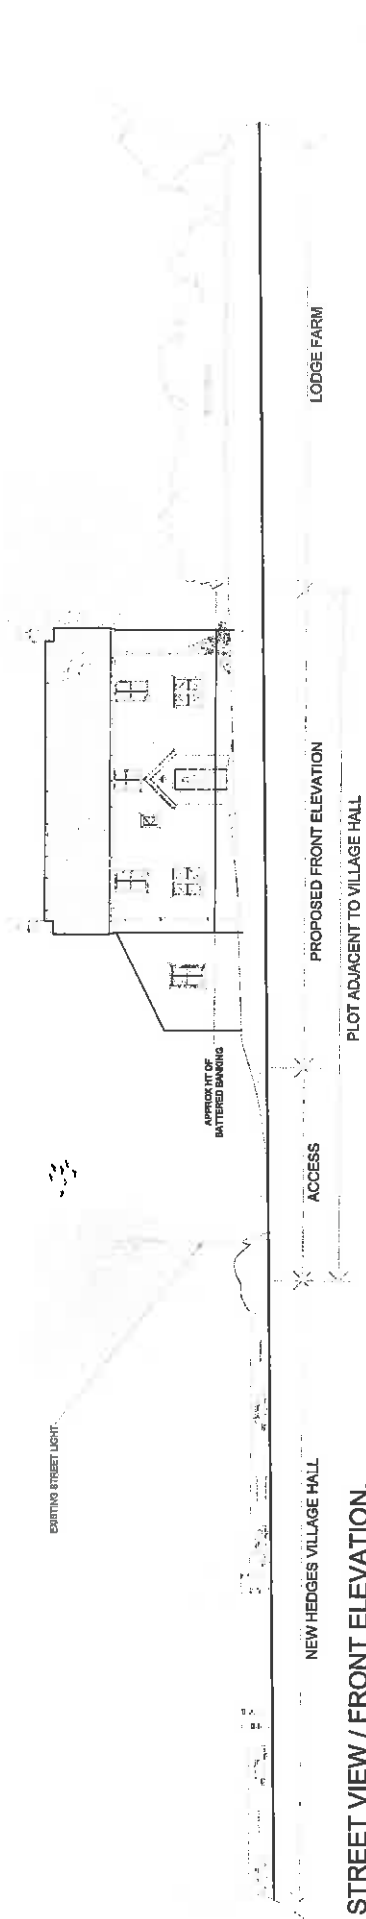 EXISTING STREET LIGHT
APPROX HT OF
BATTERED BANKING
NEW HEDGES VILLAGE HALL
ACCESS
PROPOSED FRONT ELEVATION
LODGE FARM
PLOT ADJACENT TO VILLAGE HALL
STREET VIEW / FRONT ELEVATION.